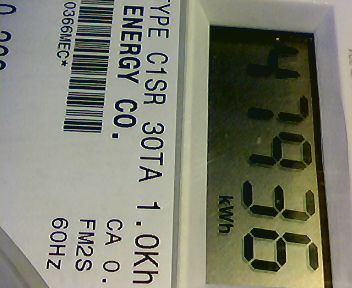 47936
kWh
TYPE C1SR 30TA 1.0Kh
ENERGY CO. CA 0.
FM2S
0366MEC* 60HZ